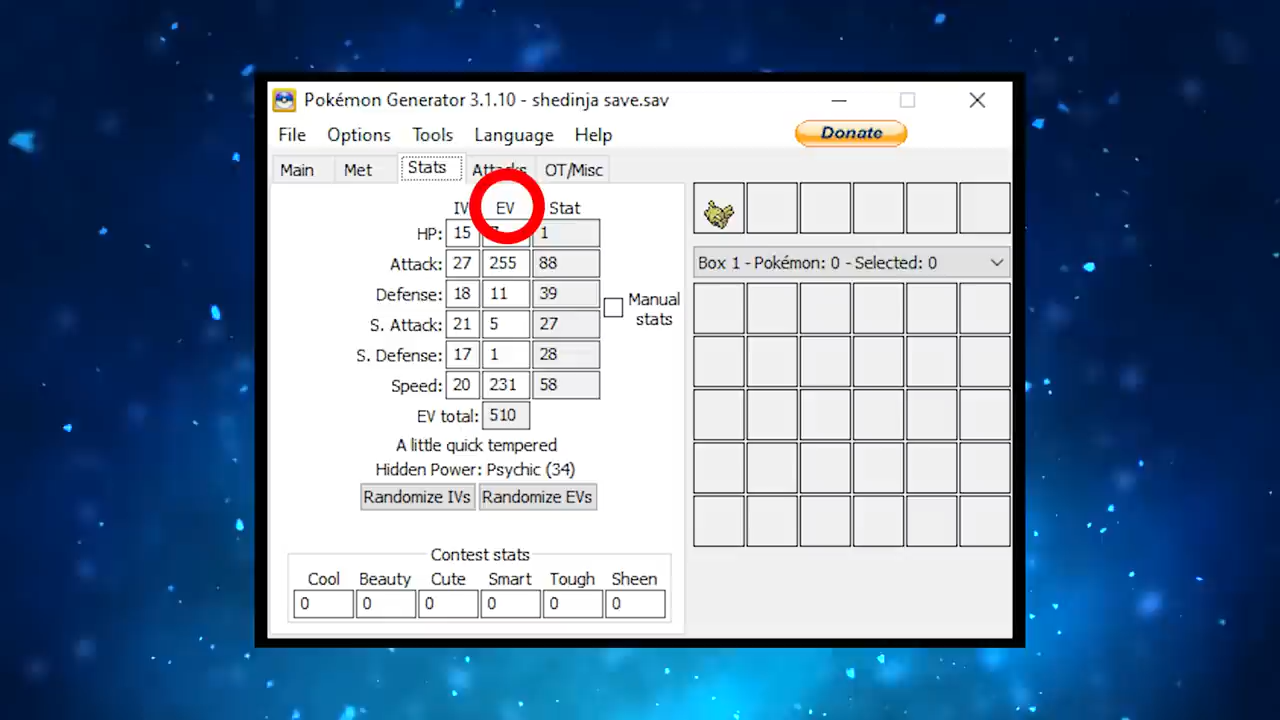 Pokémon Generator 3.1.10 - shedinja save.sav
File Options Tools Language Help Donate
Main Met Stats Attacks OT/Misc
IV EV Stat
HP: 15 1
Attack: 27 255 88
Defense: 18 11 39
S. Attack: 21 5 27
S. Defense: 17 1 28
Speed: 20 231 58
EV total: 510
Manual
stats
A little quick tempered
Hidden Power: Psychic (34)
Randomize IVs Randomize EVs
Contest stats
Cool Beauty Cute Smart Tough Sheen
0 0 0 0 0 0
Box 1 - Pokémon: 0 - Selected: 0